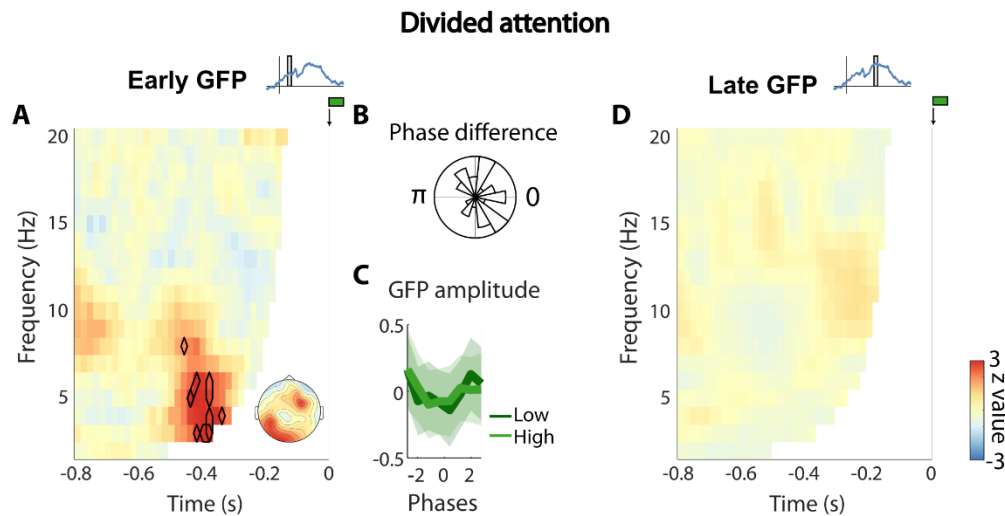 Divided attention
Early GFP
Late GFP
A
B
D
Phase difference
π
0
C
GFP amplitude
0.5
0
-0.5
-2
0
2
Phases
Low
High
Frequency (Hz)
20
15
10
5
-0.8
-0.6
-0.4
-0.2
0
Time (s)
Frequency (Hz)
20
15
10
5
-0.8
-0.6
-0.4
-0.2
0
Time (s)
3
z value
-3